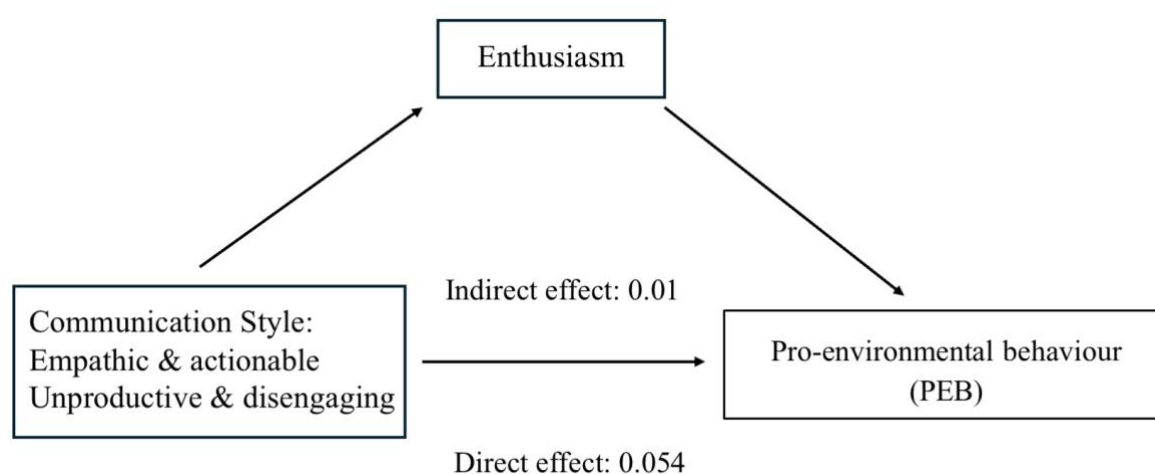 Enthusiasm
Indirect effect: 0.01
Communication Style:
Empathic & actionable
Unproductive & disengaging
Pro-environmental behaviour
(PEB)
Direct effect: 0.054